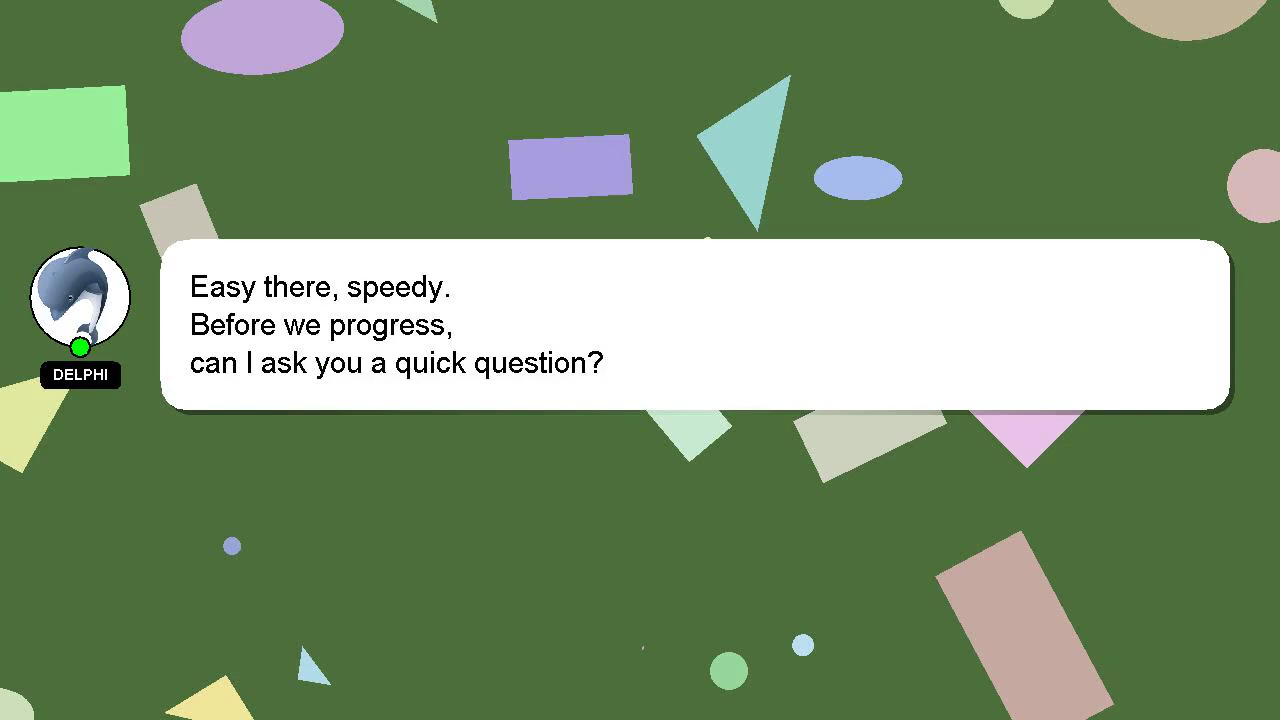 Easy there, speedy.
Before we progress,
can I ask you a quick question?
DELPHI